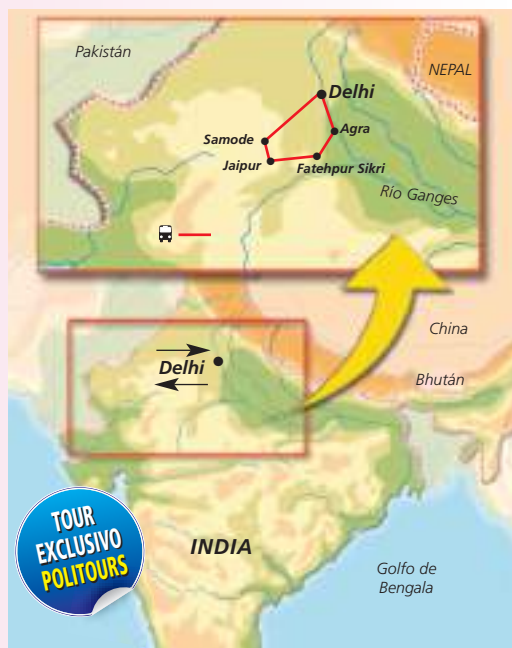 Pakistán
NEPAL
Delhi
Agra
Samode
Jaipur
Fatehpur Sikri
Río Ganges
China
Delhi
Bhután
TOUR
EXCLUSIVO
POLITOURS
INDIA
Golfo de
Bengala